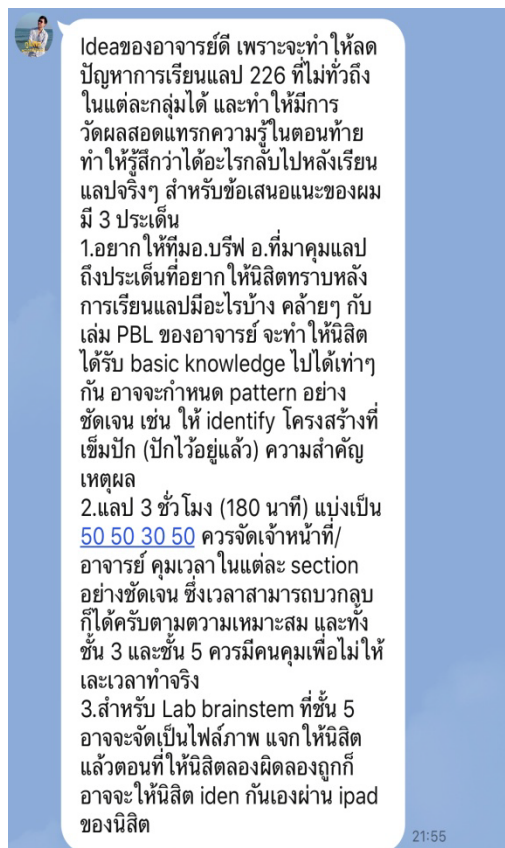 Ideaของอาจารย์ดี เพราะจะทำให้ลด
ปัญหาการเรียนแลป 226 ที่ไม่ทั่วถึง
ในแต่ละกลุ่มได้ และทำให้มีการ
วัดผลสอดแทรกความรู้ในตอนท้าย
ทำให้รู้สึกว่าได้อะไรกลับไปหลังเรียน
แลปจริงๆ สำหรับข้อเสนอแนะของผม
มี 3 ประเด็น
1.อยากให้ทีมอ.บรีฟ อ.ที่มาคุมแลป
ถึงประเด็นที่อยากให้นิสิตทราบหลัง
การเรียนแลปมีอะไรบ้าง คล้ายๆ กับ
เล่ม PBL ของอาจารย์ จะทำให้นิสิต
ได้รับ basic knowledge ไปได้เท่าๆ
กัน อาจจะกำหนด pattern อย่าง
ชัดเจน เช่น ให้ identify โครงสร้างที่
เข็มปัก (ปักไว้อยู่แล้ว) ความสำคัญ
เหตุผล
2.แลป 3 ชั่วโมง (180 นาที) แบ่งเป็น
50 50 30 50 ควรจัดเจ้าหน้าที่/
อาจารย์ คุมเวลาในแต่ละ section
อย่างชัดเจน ซึ่งเวลาสามารถบวกลบ
ก็ได้ครับตามตวามเหมาะสม และทั้ง
ชั้น 3 และชั้น 5 ควรมีคนคุมเพื่อไม่ให้
เละเวลาทำจริง
3.สำหรับ Lab brainstem ที่ชั้น 5
อาจจะจัดเป็นไฟล์ภาพ แจกให้นิสิต
แล้วตอนที่ให้นิสิตลองผิดลองถูกก็
อาจจะให้นิสิต iden กันเองผ่าน ipad
ของนิสิต
21:55